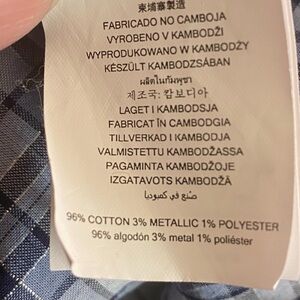 柬埔寨製造
FABRICADO NO CAMBOJA
VYROBENO V KAMBODŽI
WYPRODUKOWANO W KAMBODŻY
KÉSZÜLT KAMBODZSÁBAN
ผลิตในกัมพูชา
제조국: 캄보디아
LAGET I KAMBODSJA
FABRICAT ÎN CAMBODGIA
TILLVERKAD I KAMBODJA
VALMISTETTU KAMBODŽASSA
PAGAMINTA KAMBODŽOJE
IZGATAVOTS KAMBODŽĀ
صنع في كمبوديا
96% COTTON 3% METALLIC 1% POLYESTER
96% algodón 3% metal 1% poliéster